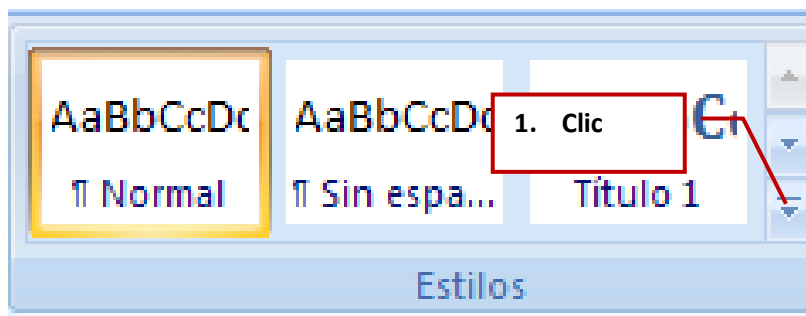 AaBbCcDc AaBbCcDc
1. Clic
¶ Normal ¶ Sin espa... Título 1
Estilos